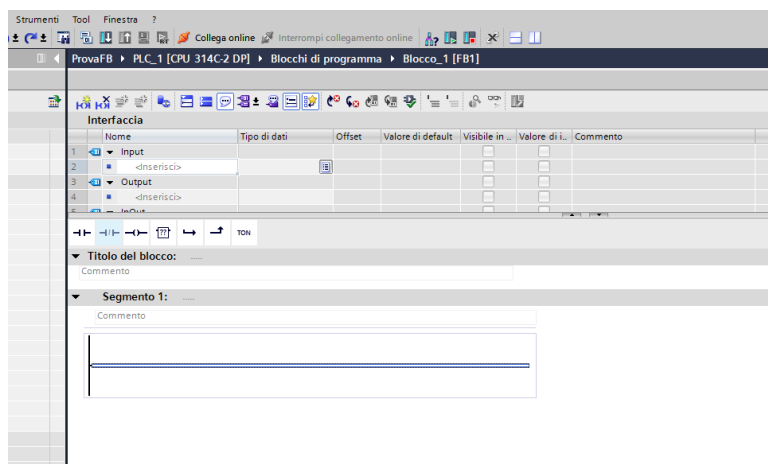 Strumenti Tool Finestra ?
Collega online Interrompi collegamento online
ProvaFB PLC_1 [CPU 314C-2 DP] Blocchi di programma Blocco_1 [FB1]
Interfaccia
Nome Tipo di dati Offset Valore di default Visibile in .. Valore di i.. Commento
1 Input
2 <Inserisci>
3 Output
4 <Inserisci>
5 InOut
?? TON
Titolo del blocco: .....
Commento
Segmento 1: .....
Commento